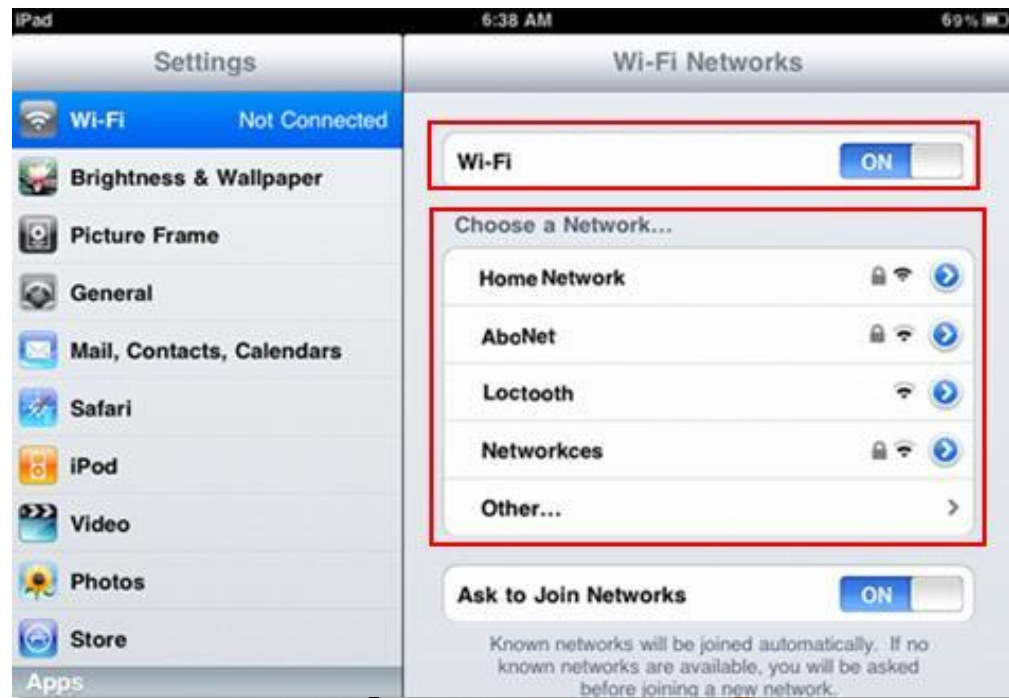 iPad 6:38 AM 69%
Settings
Wi-Fi Not Connected
Brightness & Wallpaper
Picture Frame
General
Mail, Contacts, Calendars
Safari
iPod
Video
Photos
Store
Apps
Wi-Fi Networks
Wi-Fi ON
Choose a Network...
Home Network
AboNet
Loctooth
Networkces
Other...
Ask to Join Networks ON
Known networks will be joined automatically. If no
known networks are available, you will be asked
before joining a new network.